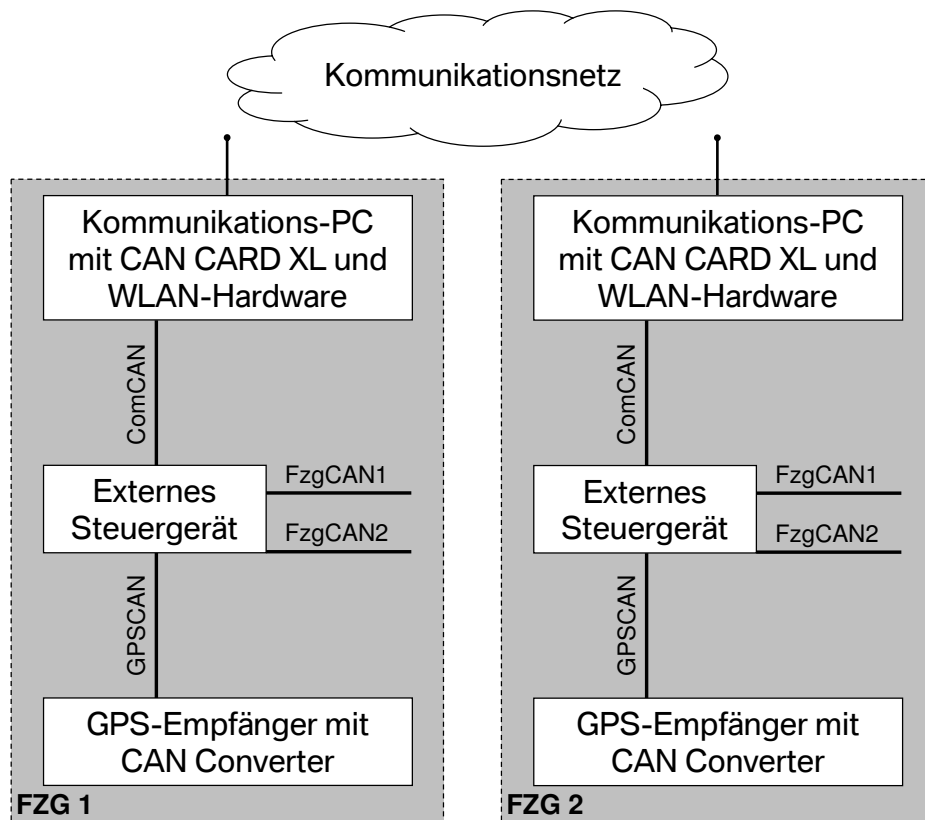 Kommunikationsnetz
Kommunikations-PC
mit CAN CARD XL und
WLAN-Hardware
ComCAN
Externes
Steuergerät
FzgCAN1
FzgCAN2
GPSCAN
GPS-Empfänger mit
CAN Converter
FZG 1
Kommunikations-PC
mit CAN CARD XL und
WLAN-Hardware
ComCAN
Externes
Steuergerät
FzgCAN1
FzgCAN2
GPSCAN
GPS-Empfänger mit
CAN Converter
FZG 2